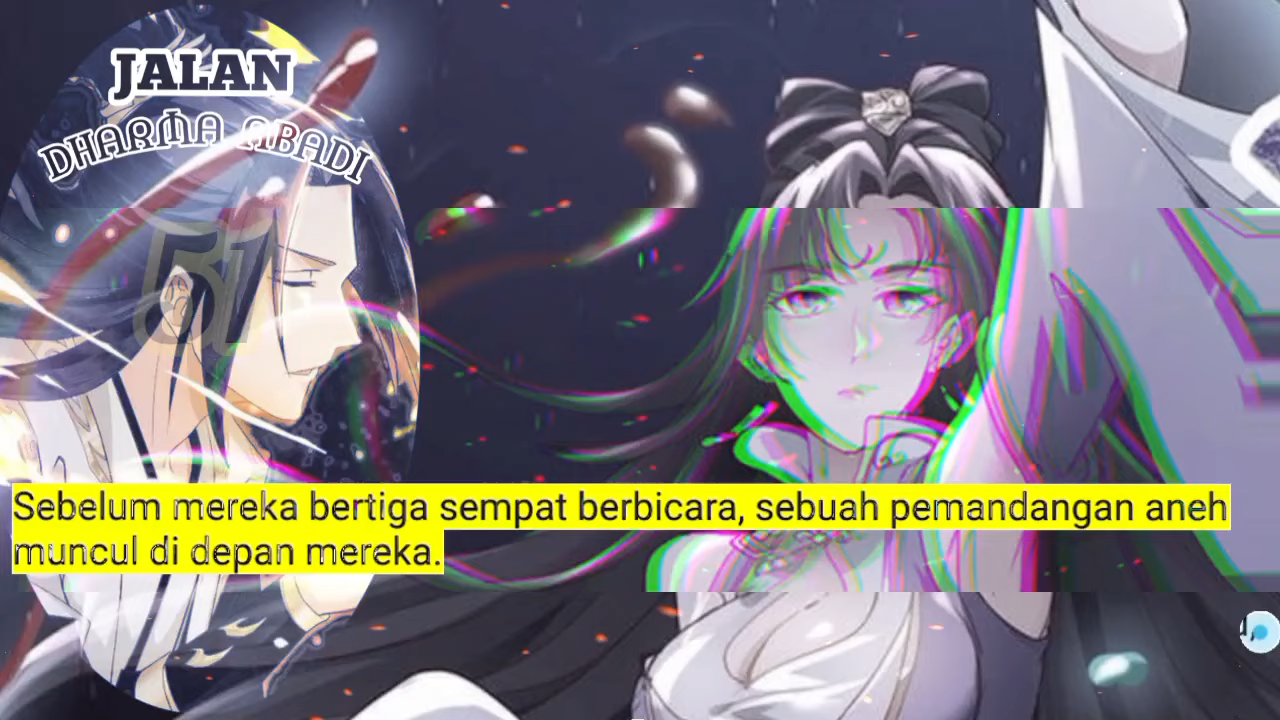 JALAN
DHARMA ABADI
51
Sebelum mereka bertiga sempat berbicara, sebuah pemandangan aneh
muncul di depan mereka.